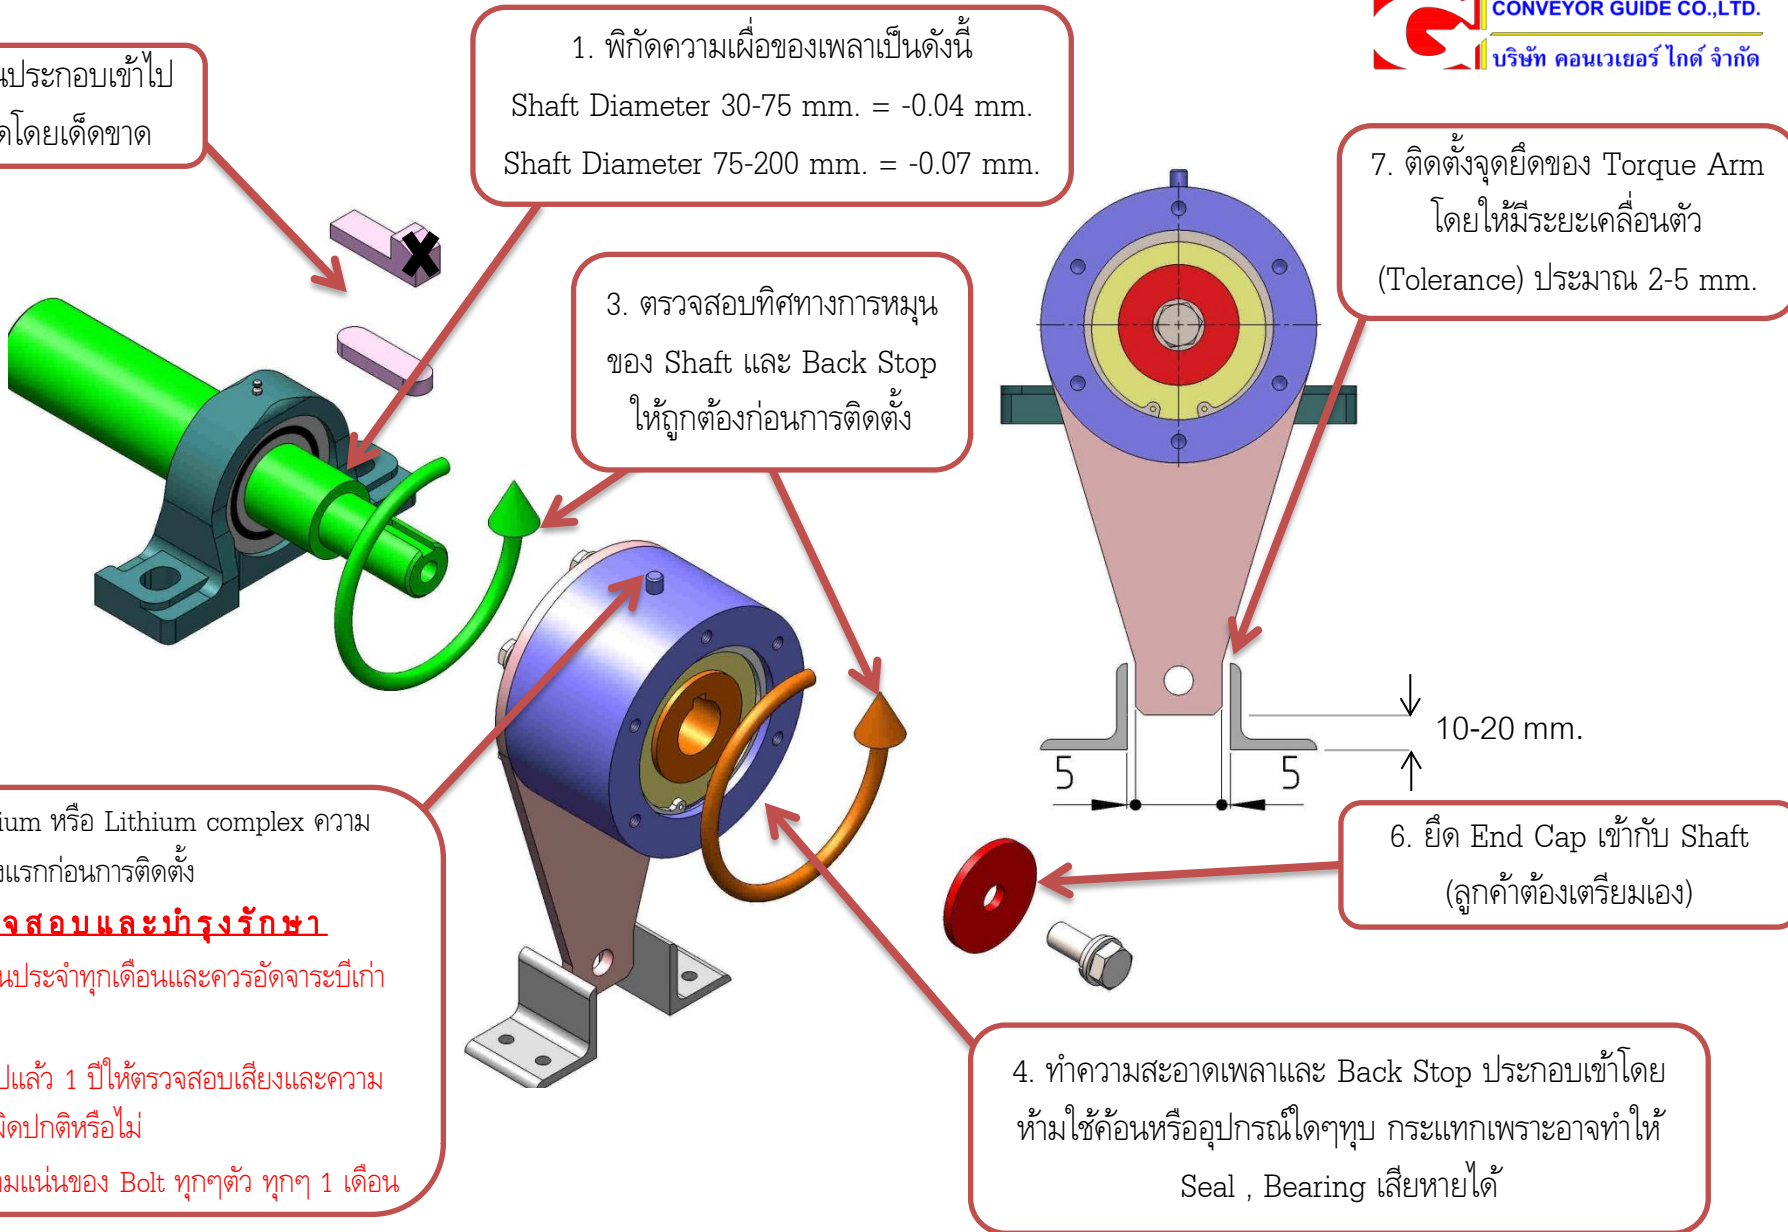 CONVEYOR GUIDE CO.,LTD.
บริษัท คอนเวเยอร์ ไกด์ จำกัด
1. พิกัดความเผื่อของเพลาเป็นดังนี้
Shaft Diameter 30-75 mm. = -0.04 mm.
Shaft Diameter 75-200 mm. = -0.07 mm.
นประกอบเข้าไป
ดโดยเด็ดขาด
3. ตรวจสอบทิศทางการหมุน
ของ Shaft และ Back Stop
ให้ถูกต้องก่อนการติดตั้ง
7. ติดตั้งจุดยึดของ Torque Arm
โดยให้มีระยะเคลื่อนตัว
(Tolerance) ประมาณ 2-5 mm.
10-20 mm.
5
5
6. ยึด End Cap เข้ากับ Shaft
(ลูกค้าต้องเตรียมเอง)
4. ทำความสะอาดเพลาและ Back Stop ประกอบเข้าโดย
ห้ามใช้ค้อนหรืออุปกรณ์ใดๆทุบ กระแทกเพราะอาจทำให้
Seal , Bearing เสียหายได้
ium หรือ Lithium complex ความ
งแรกก่อนการติดตั้ง
จสอบและบำรุงรักษา
นประจำทุกเดือนและควรอัดจาระบีเก่า
ปแล้ว 1 ปีให้ตรวจสอบเสียงและความ
ผิดปกติหรือไม่
ามแน่นของ Bolt ทุกๆตัว ทุกๆ 1 เดือน